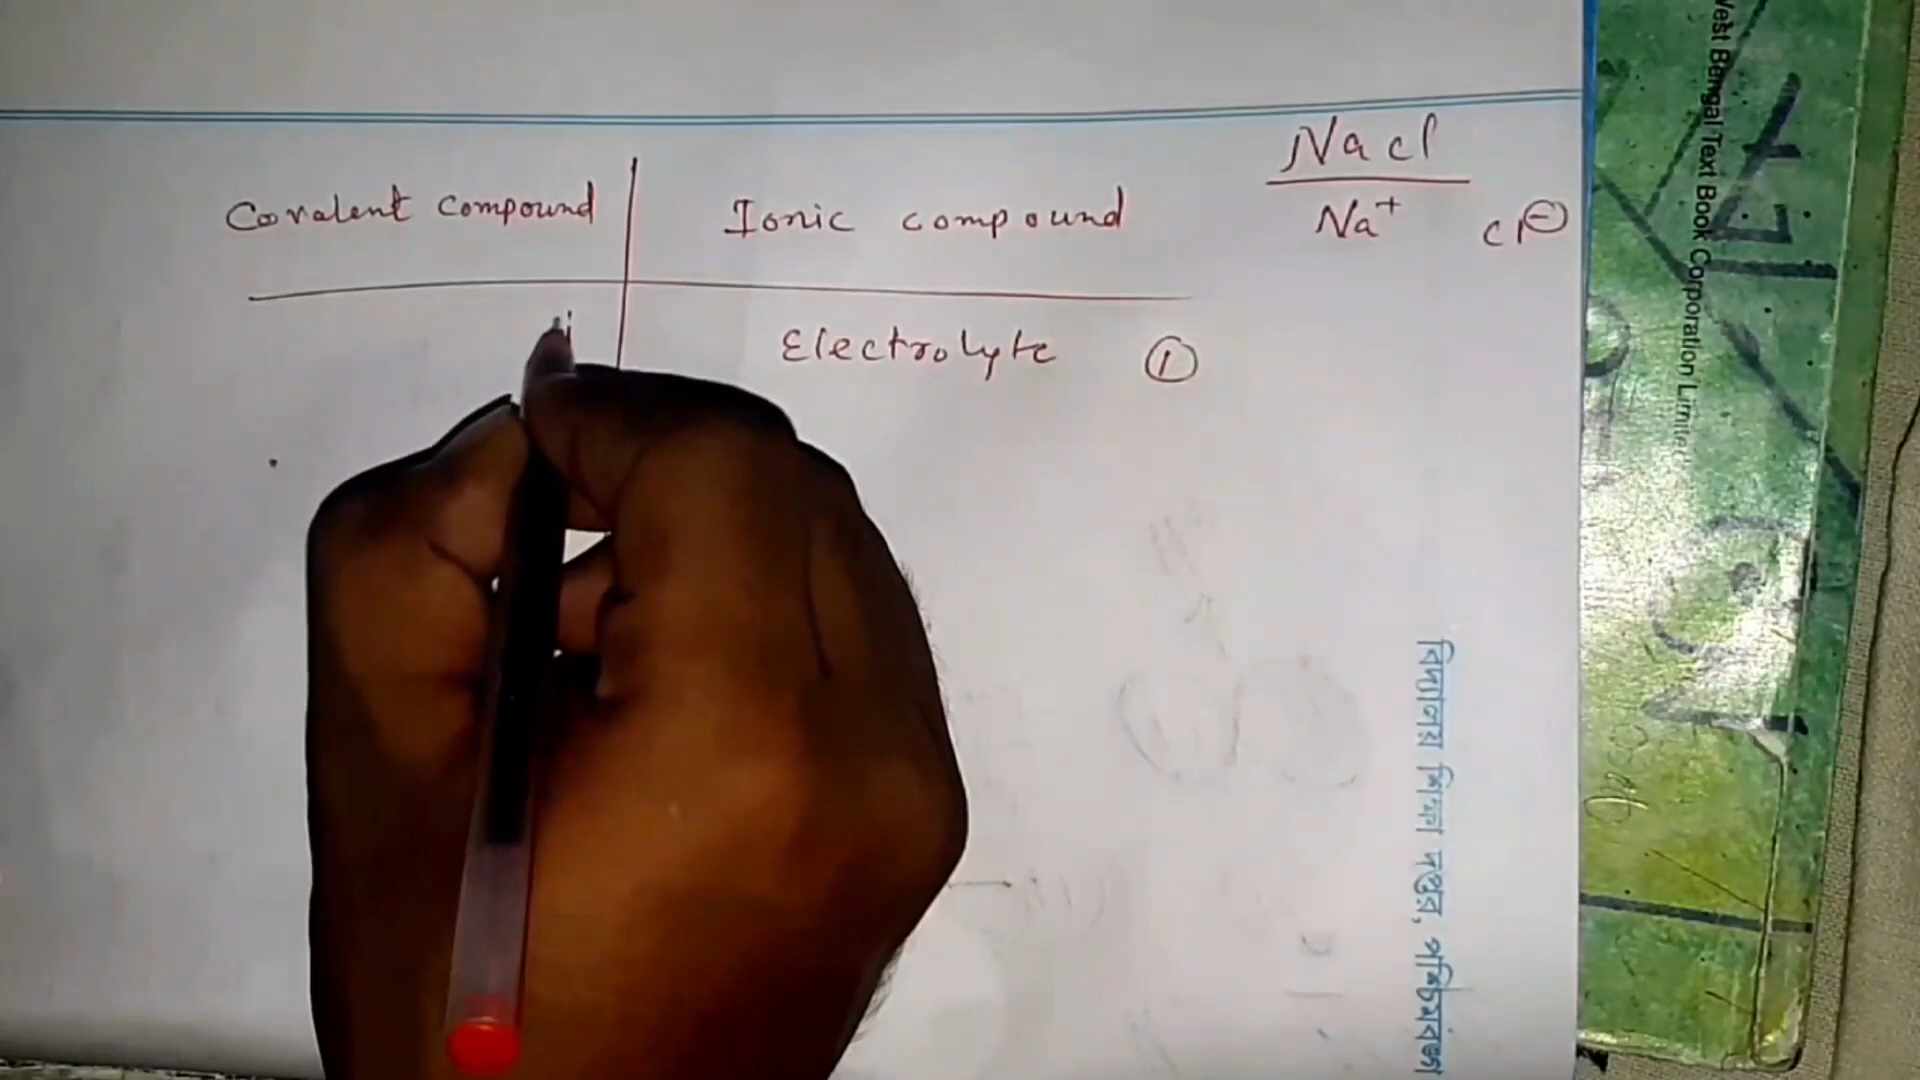 Nacl
Covalent compound Ionic compound Na+ cl-
Electrolyte 1
বিদ্যালয় শিক্ষা দপ্তর, পশ্চিমবঙ্গ
West Bengal Text Book Corporation Limite